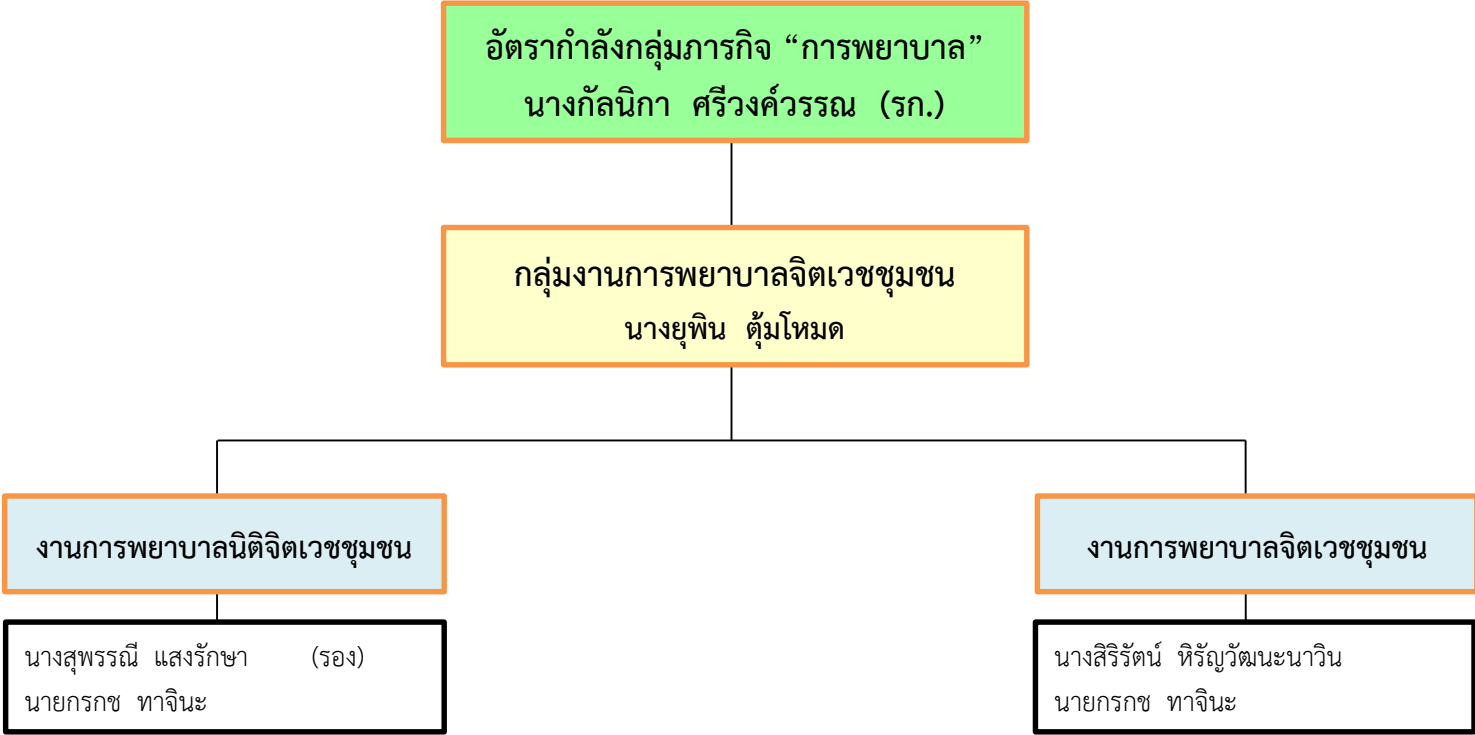 อัตรากำลังกลุ่มภารกิจ “การพยาบาล”
นางกัลนิกา ศรีวงค์วรรณ (รก.)
กลุ่มงานการพยาบาลจิตเวชชุมชน
นางยุพิน ตุ้มโหมด
งานการพยาบาลนิติจิตเวชชุมชน
นางสุพรรณี แสงรักษา (รอง)
นายกรกช ทาจินะ
งานการพยาบาลจิตเวชชุมชน
นางสิริรัตน์ หิรัญวัฒนะนาวิน
นายกรกช ทาจินะ